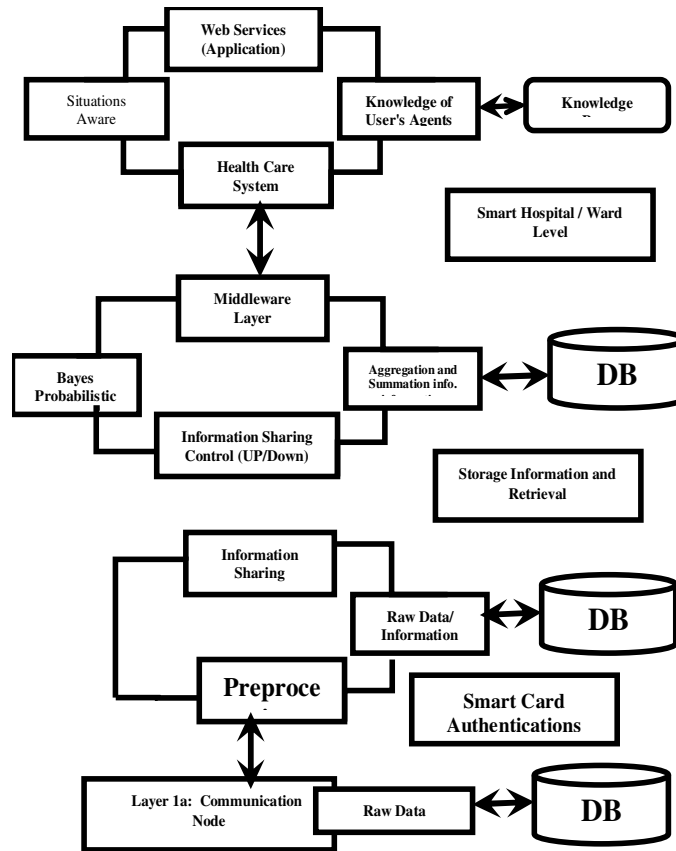 Web Services
(Application)
Situations
Aware
Knowledge of
User's Agents
Knowledge
Health Care
System
Smart Hospital / Ward
Level
Middleware
Layer
Bayes
Probabilistic
Aggregation and
Summation info.
DB
Information Sharing
Control (UP/Down)
Storage Information and
Retrieval
Information
Sharing
Raw Data/
Information
DB
Preproce
Smart Card
Authentications
Layer 1a:  Communication
Node
Raw Data
DB